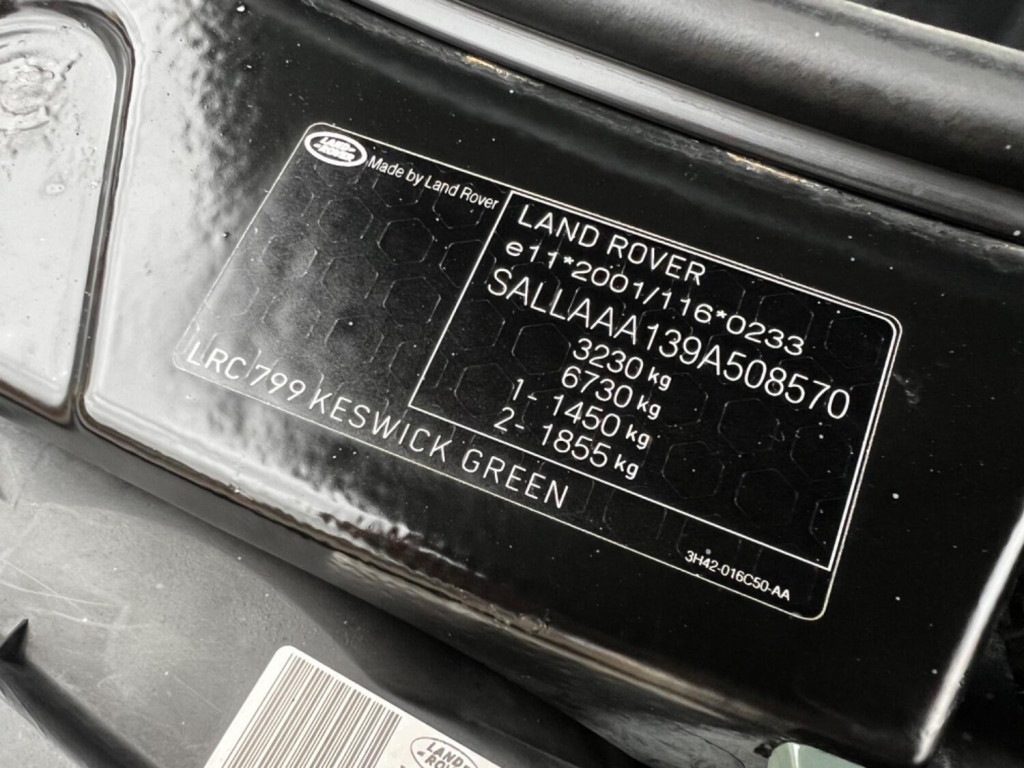 LAND ROVER
Made by Land Rover
LAND ROVER
e11*2001/116*0233
SALLAAA139A508570
3230 kg
6730 kg
1- 1450 kg
2- 1855 kg
LRC 799 KESWICK GREEN
3H42-016C50-AA
LAND